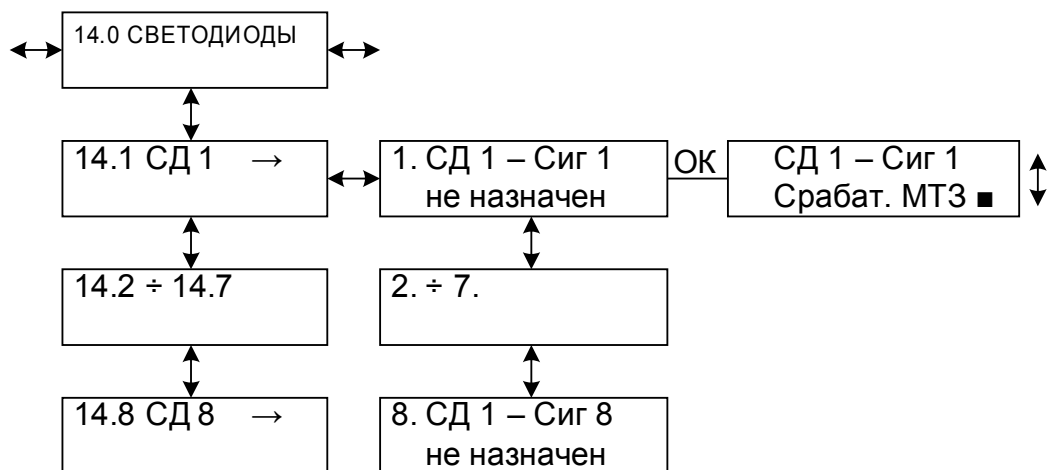 14.0 СВЕТОДИОДЫ
14.1 СД 1 →
1. СД 1 – Сиг 1
не назначен
ОК
СД 1 – Сиг 1
Срабат. МТЗ ■
14.2 ÷ 14.7
2. ÷ 7.
14.8 СД 8 →
8. СД 1 – Сиг 8
не назначен